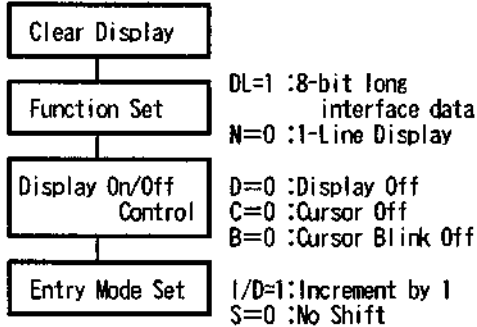 Clear Display
Function Set
DL=1 :8-bit long
interface data
N=0 :1-Line Display
Display On/Off
Control
D=0 :Display Off
C=0 :Cursor Off
B=0 :Cursor Blink Off
Entry Mode Set
I/D=1:Increment by 1
S=0 :No Shift